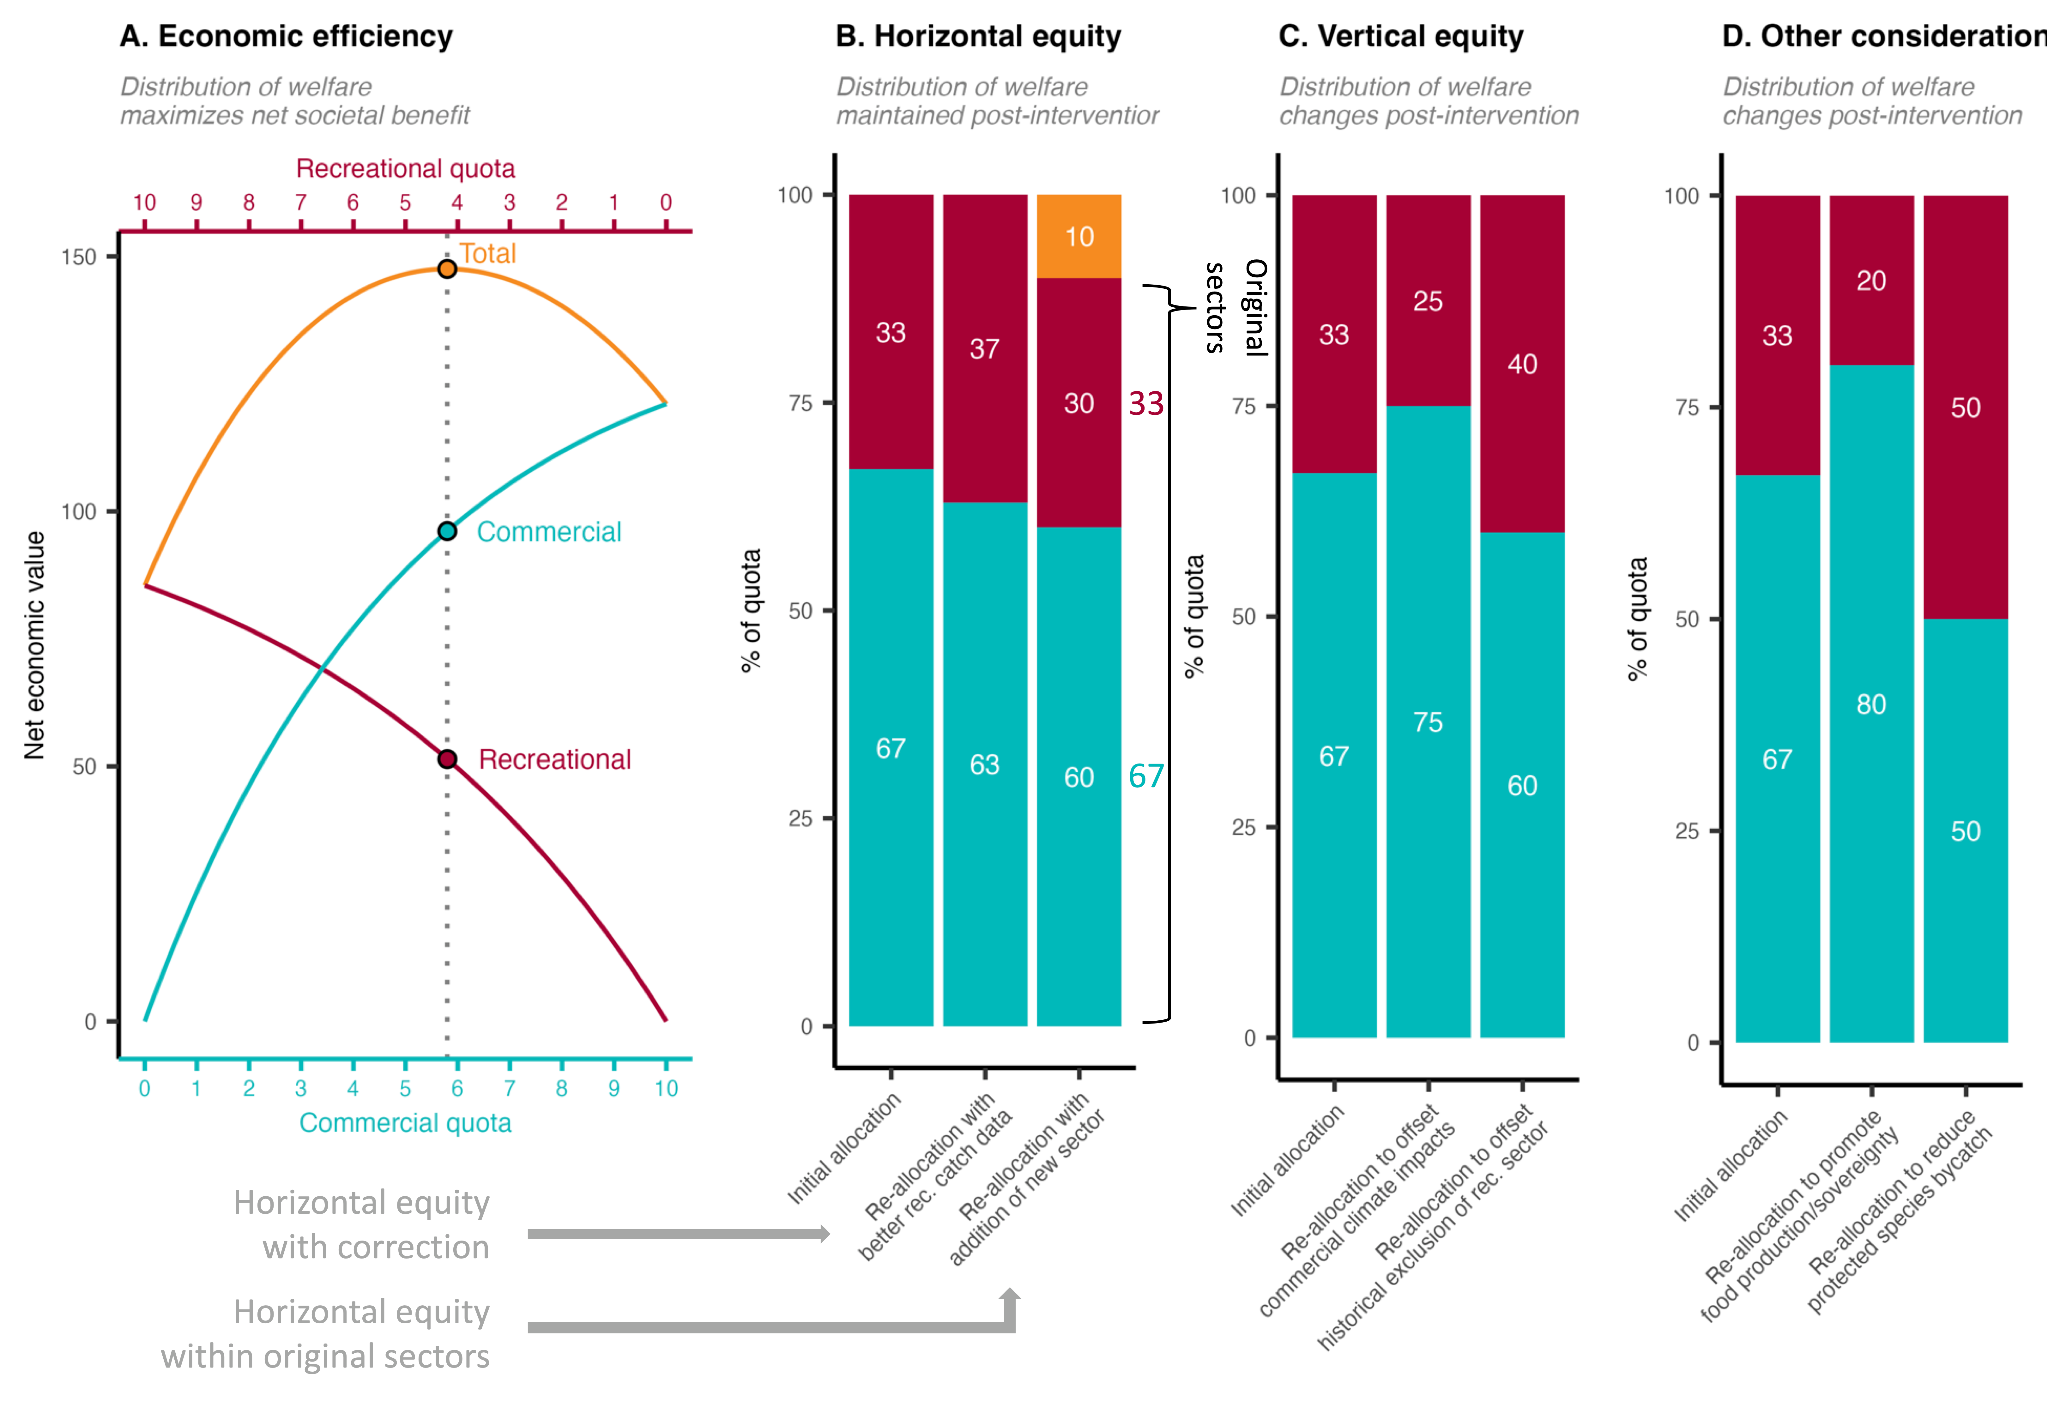 A. Economic efficiency
Distribution of welfare
maximizes net societal benefit
Recreational quota
10 9 8 7 6 5 4 3 2 1 0
150
100
50
0
Net economic value
Total
Commercial
Recreational
0 1 2 3 4 5 6 7 8 9 10
Commercial quota
Horizontal equity
with correction
Horizontal equity
within original sectors
B. Horizontal equity
Distribution of welfare
maintained post-interventior
100
75
50
25
0
% of quota
33
67
37
63
10
30
60
33
67
Original
sectors
Initial allocation
Re-allocation with
better rec. catch data
Re-allocation with
addition of new sector
C. Vertical equity
Distribution of welfare
changes post-intervention
100
75
50
25
0
% of quota
33
67
25
75
40
60
Initial allocation
Re-allocation to offset
commercial climate impacts
Re-allocation to offset
historical exclusion of rec. sector
D. Other consideration
Distribution of welfare
changes post-intervention
100
75
50
25
0
% of quota
33
67
20
80
50
50
Initial allocation
Re-allocation to promote
food production/sovereignty
Re-allocation to reduce
protected species bycatch